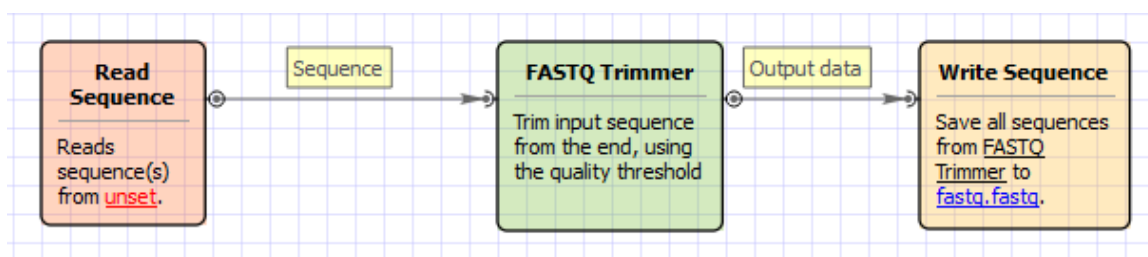 Read
Sequence
Reads
sequence(s)
from unset.
Sequence
FASTQ Trimmer
Trim input sequence
from the end, using
the quality threshold
Output data
Write Sequence
Save all sequences
from FASTQ
Trimmer to
fastq.fastq.